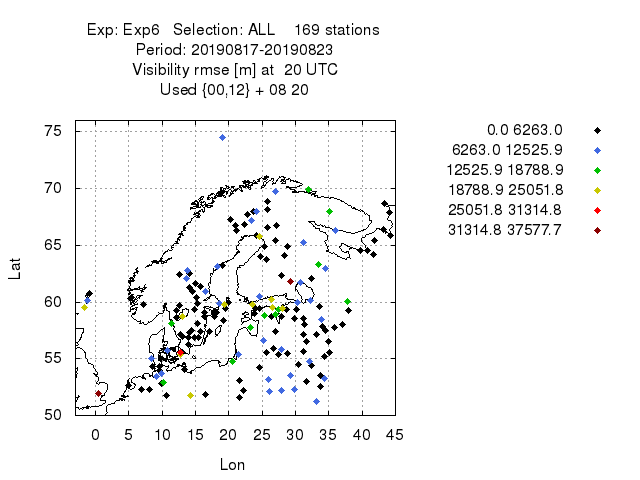 Exp: Exp6   Selection: ALL    169 stations
Period: 20190817-20190823
Visibility rmse [m] at  20 UTC
Used {00,12} + 08 20
0.0 6263.0
6263.0 12525.9
12525.9 18788.9
18788.9 25051.8
25051.8 31314.8
31314.8 37577.7
75
70
65
60
55
50
Lat
0 5 10 15 20 25 30 35 40 45
Lon